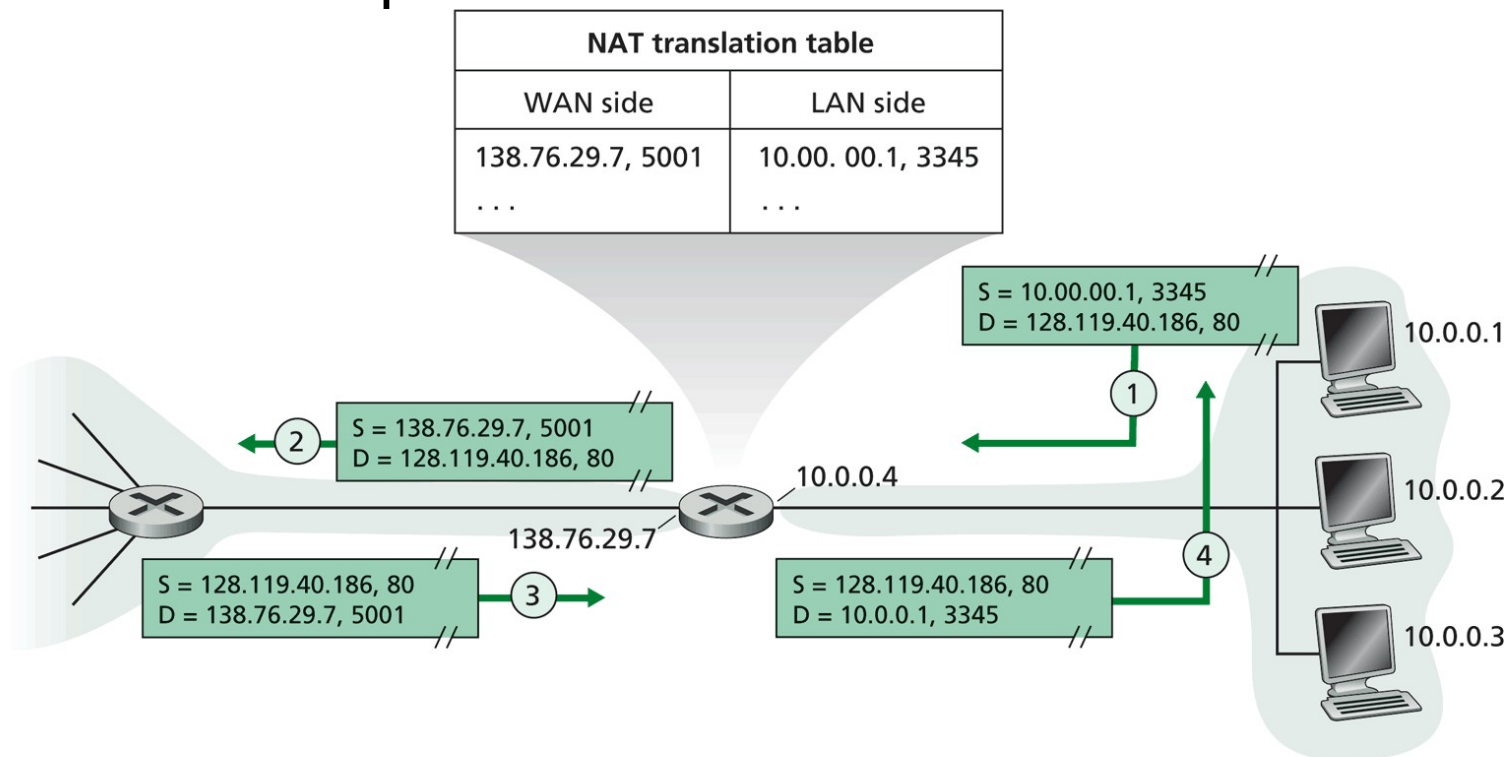 NAT translation table
WAN side LAN side
138.76.29.7, 5001 10.00. 00.1, 3345
. . . . . .
S = 10.00.00.1, 3345
D = 128.119.40.186, 80
10.0.0.1
1
2
S = 138.76.29.7, 5001
D = 128.119.40.186, 80
10.0.0.4
10.0.0.2
138.76.29.7
S = 128.119.40.186, 80
D = 138.76.29.7, 5001
3
S = 128.119.40.186, 80
D = 10.0.0.1, 3345
4
10.0.0.3